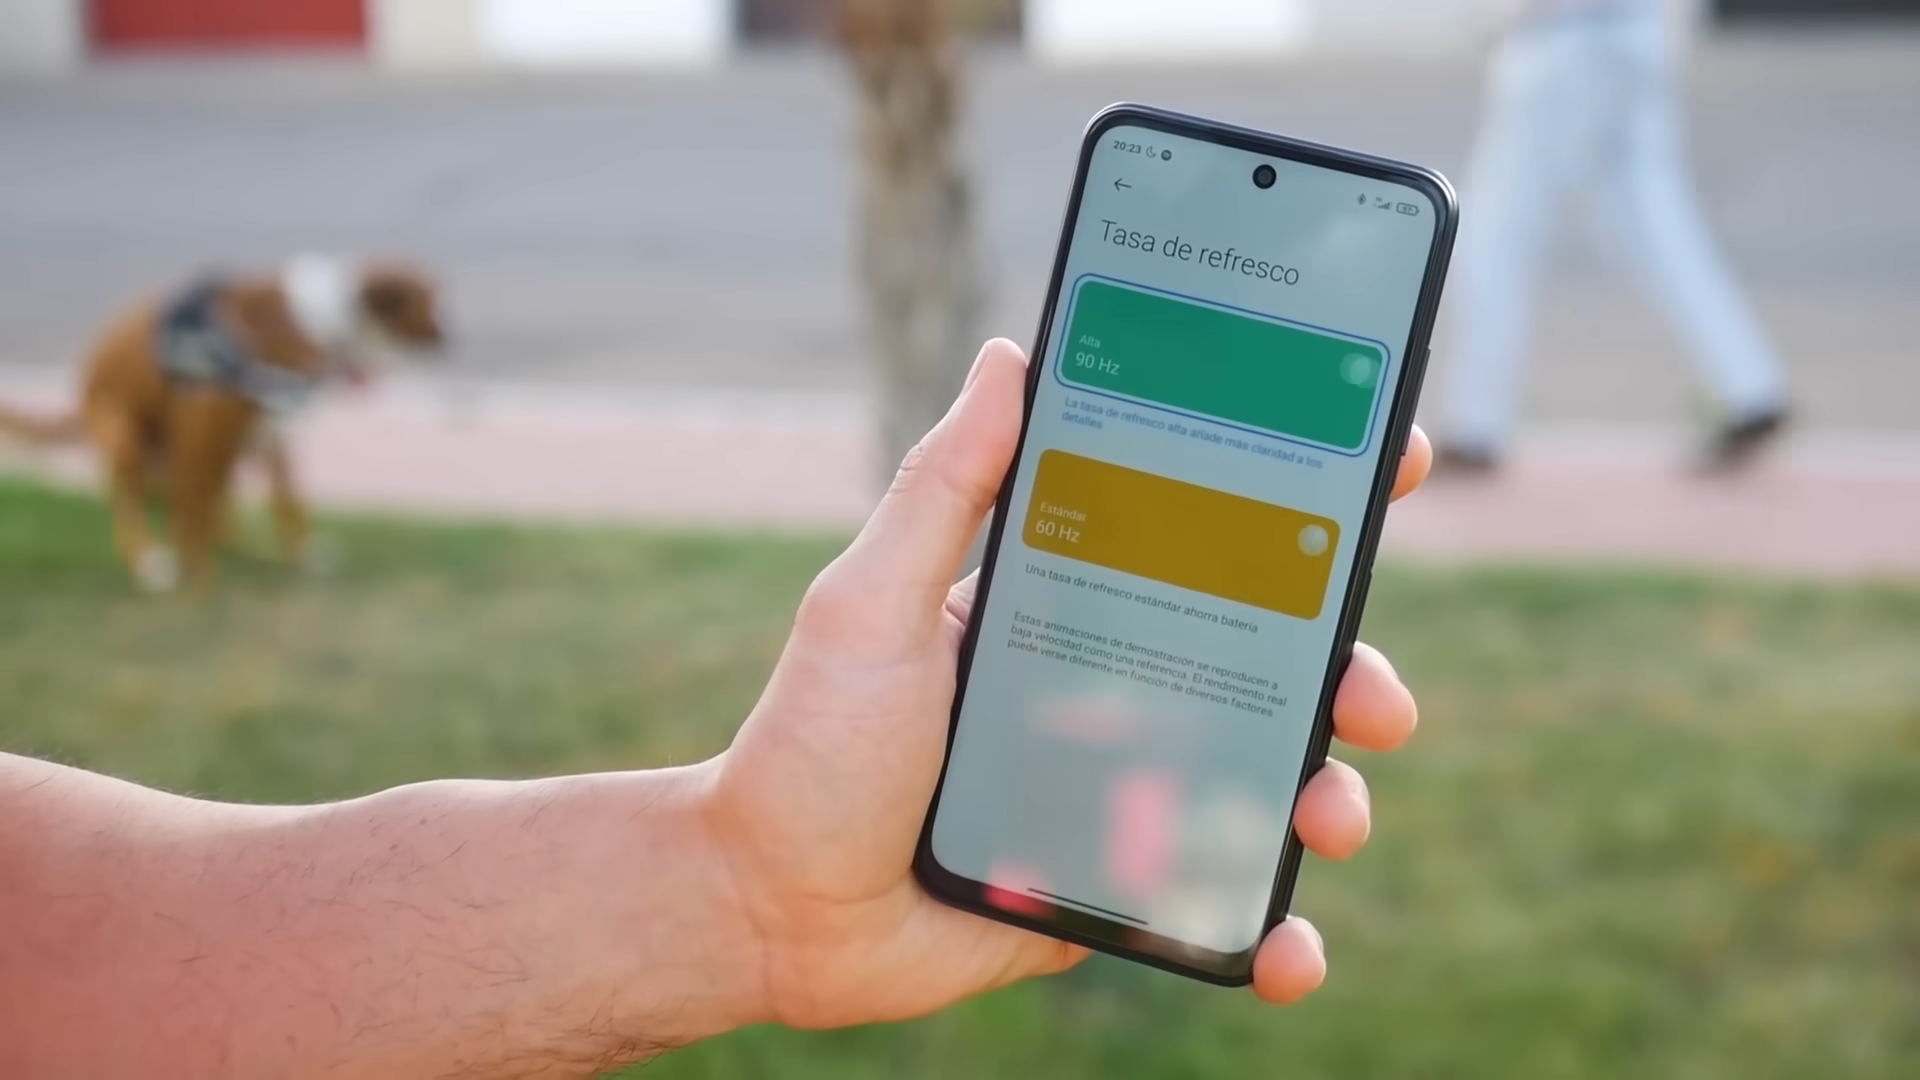 20:23
Tasa de refresco
Alta
90 Hz
La tasa de refresco alta añade más claridad a los
detalles
Estándar
60 Hz
Una tasa de refresco estándar ahorra batería
Estas animaciones de demostración se reproducen a
baja velocidad como una referencia. El rendimiento real
puede verse diferente en función de diversos factores